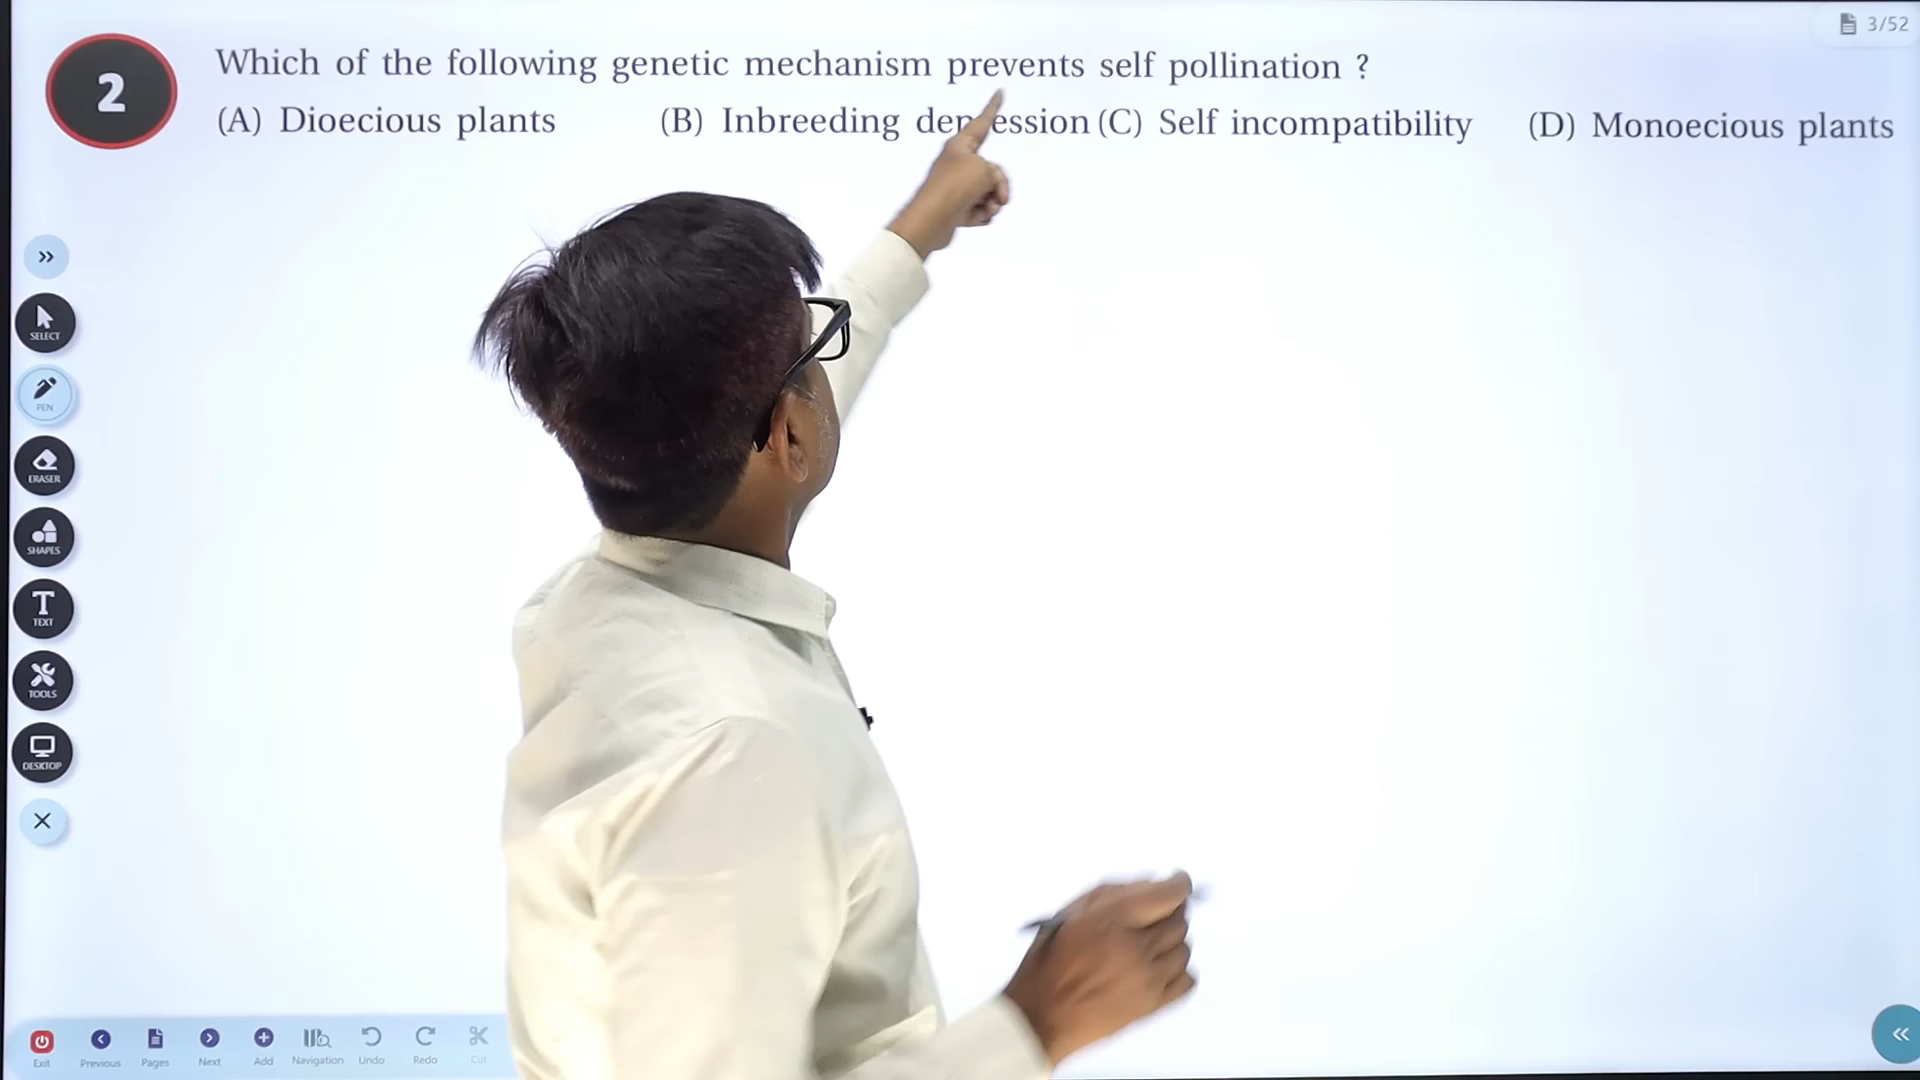 3/52
2
Which of the following genetic mechanism prevents self pollination ?
(A) Dioecious plants (B) Inbreeding dep ession (C) Self incompatibility (D) Monoecious plants
SELECT
PEN
ERASER
SHAPES
TEXT
TOOLS
DESKTOP
Exit Previous Pages Next Add Navigation Undo Redo Cut